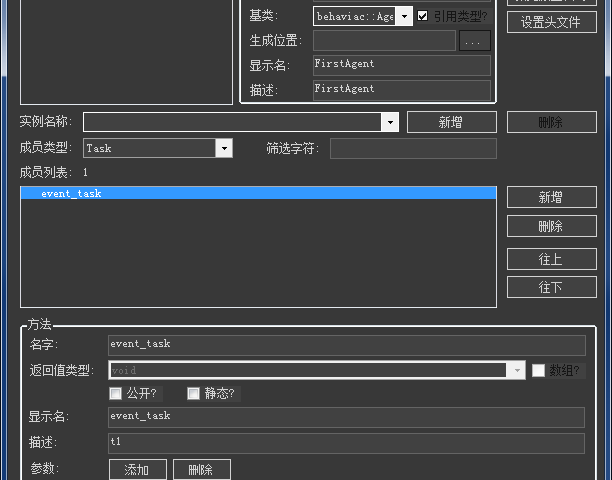 基类: behaviac::Age 引用类型?
设置头文件
生成位置: ...
显示名: FirstAgent
描述: FirstAgent
实例名称: 新增 删除
成员类型: Task 筛选字符:
成员列表: 1
event_task
新增
删除
往上
往下
方法
名字: event_task
返回值类型: void 数组?
公开? 静态?
显示名: event_task
描述: t1
参数: 添加 删除